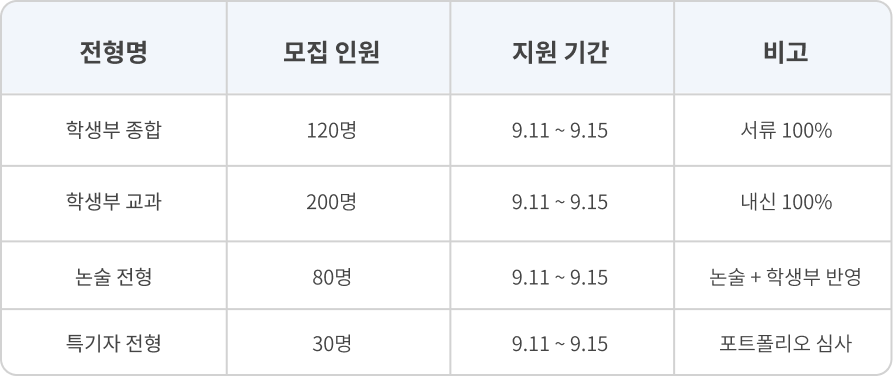 전형명 모집 인원 지원 기간 비고
학생부 종합 120명 9.11 ~ 9.15 서류 100%
학생부 교과 200명 9.11 ~ 9.15 내신 100%
논술 전형 80명 9.11 ~ 9.15 논술 + 학생부 반영
특기자 전형 30명 9.11 ~ 9.15 포트폴리오 심사